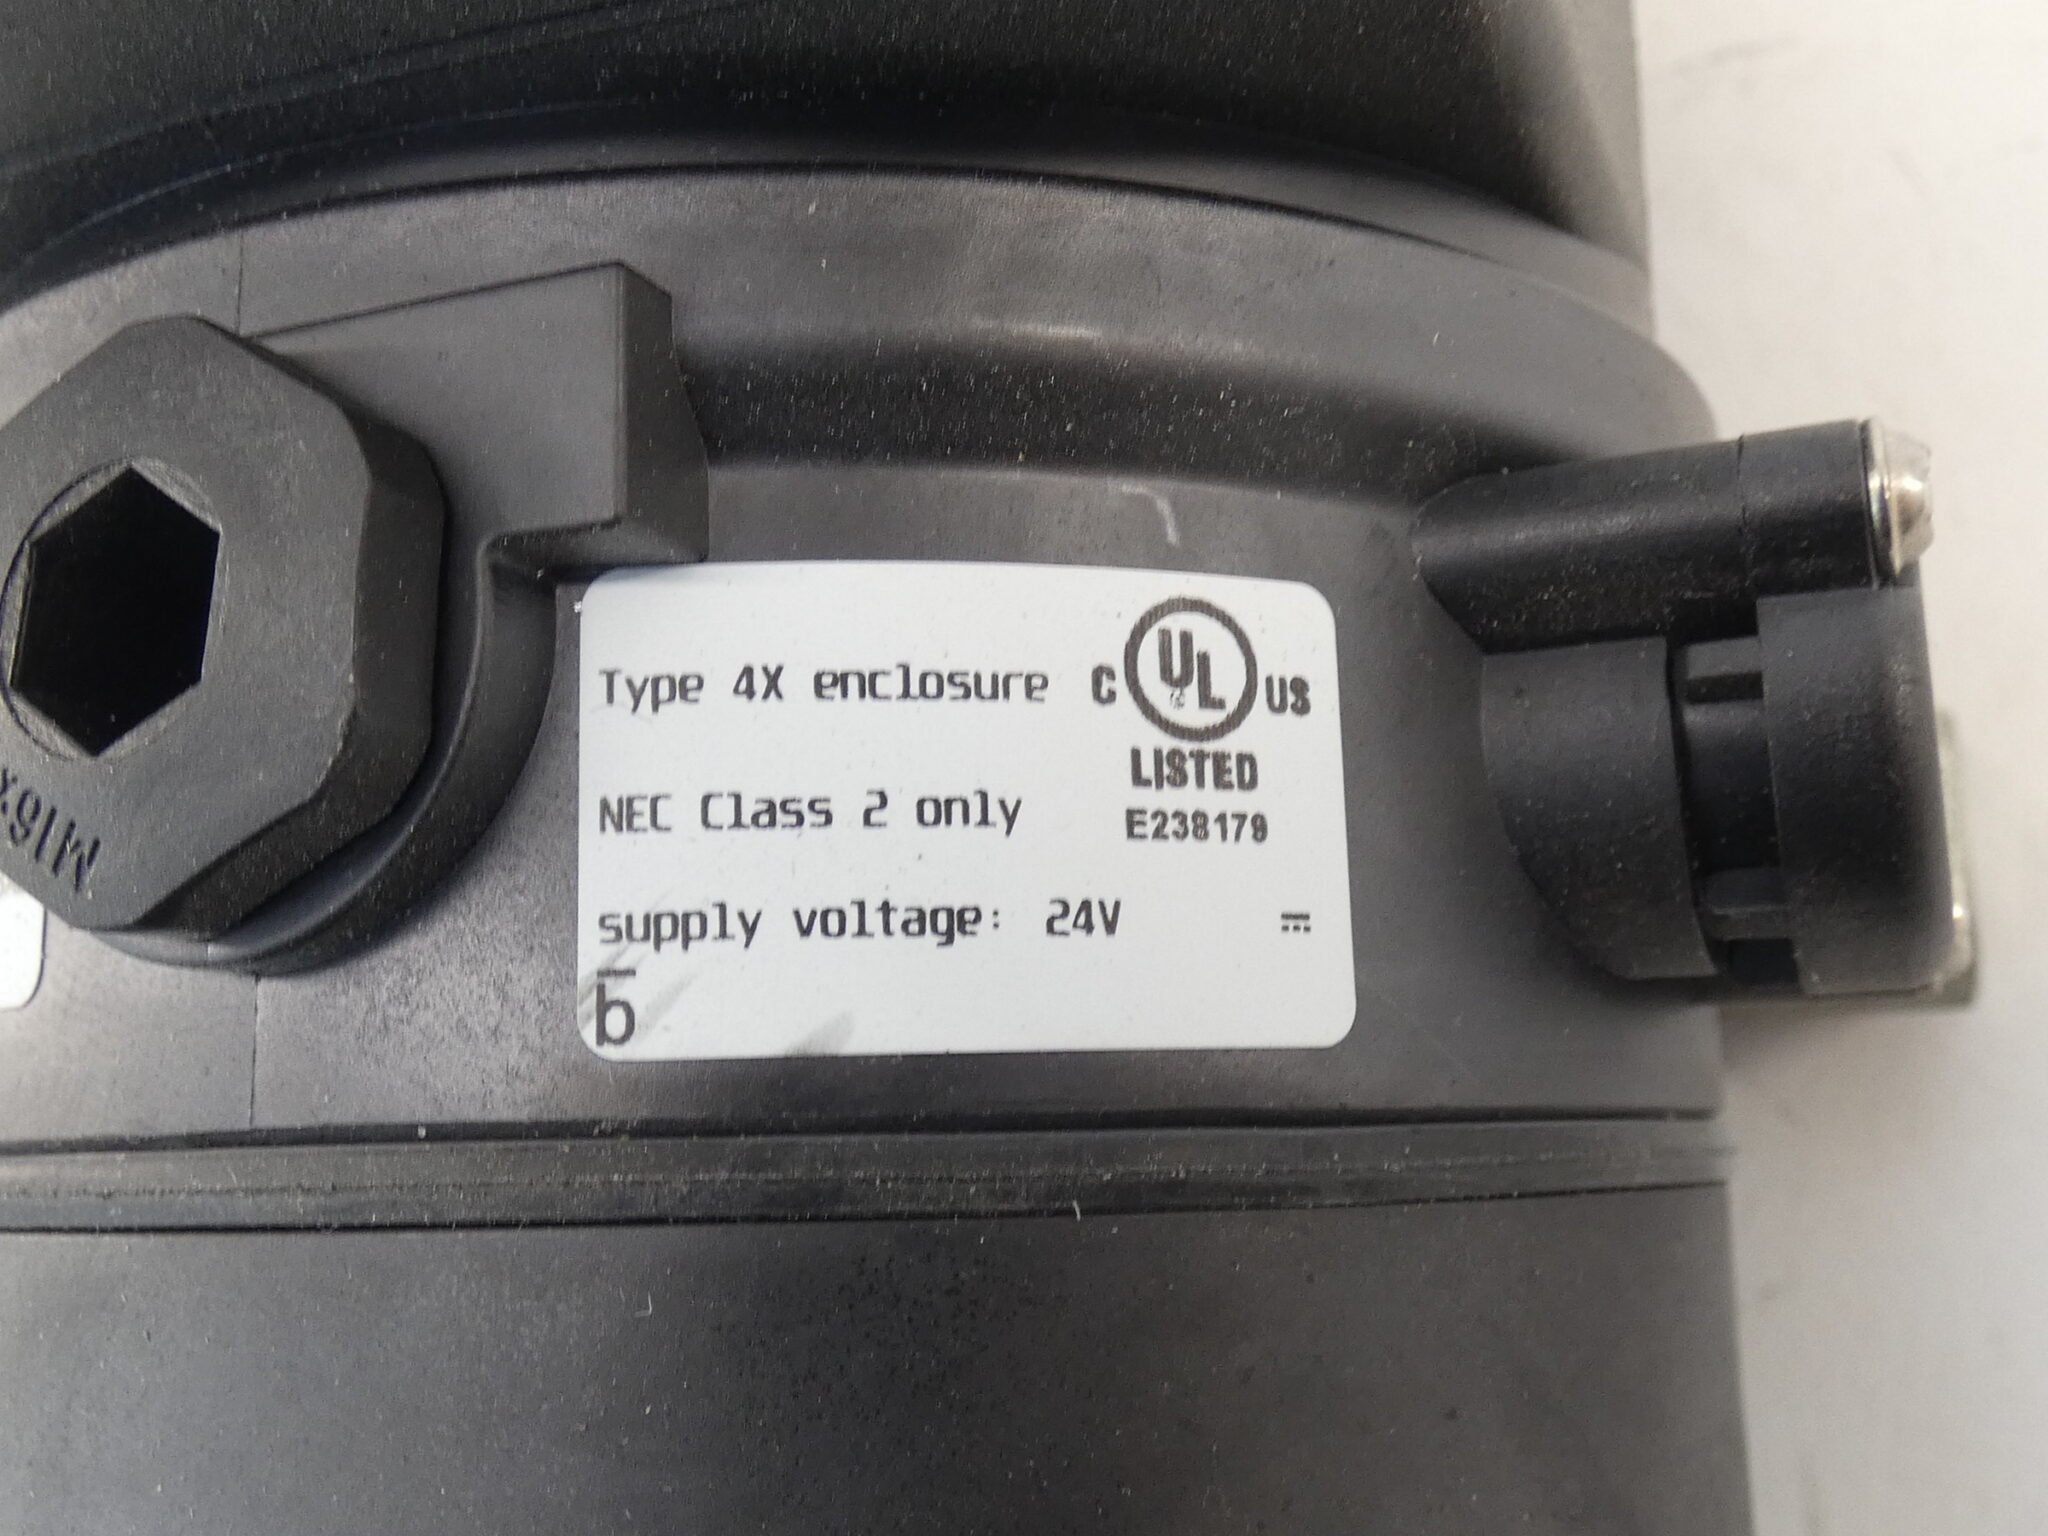 Type 4X enclosure
C UL US
LISTED
NEC Class 2 only
E238179
supply voltage: 24V ⎓
b̅
M16x